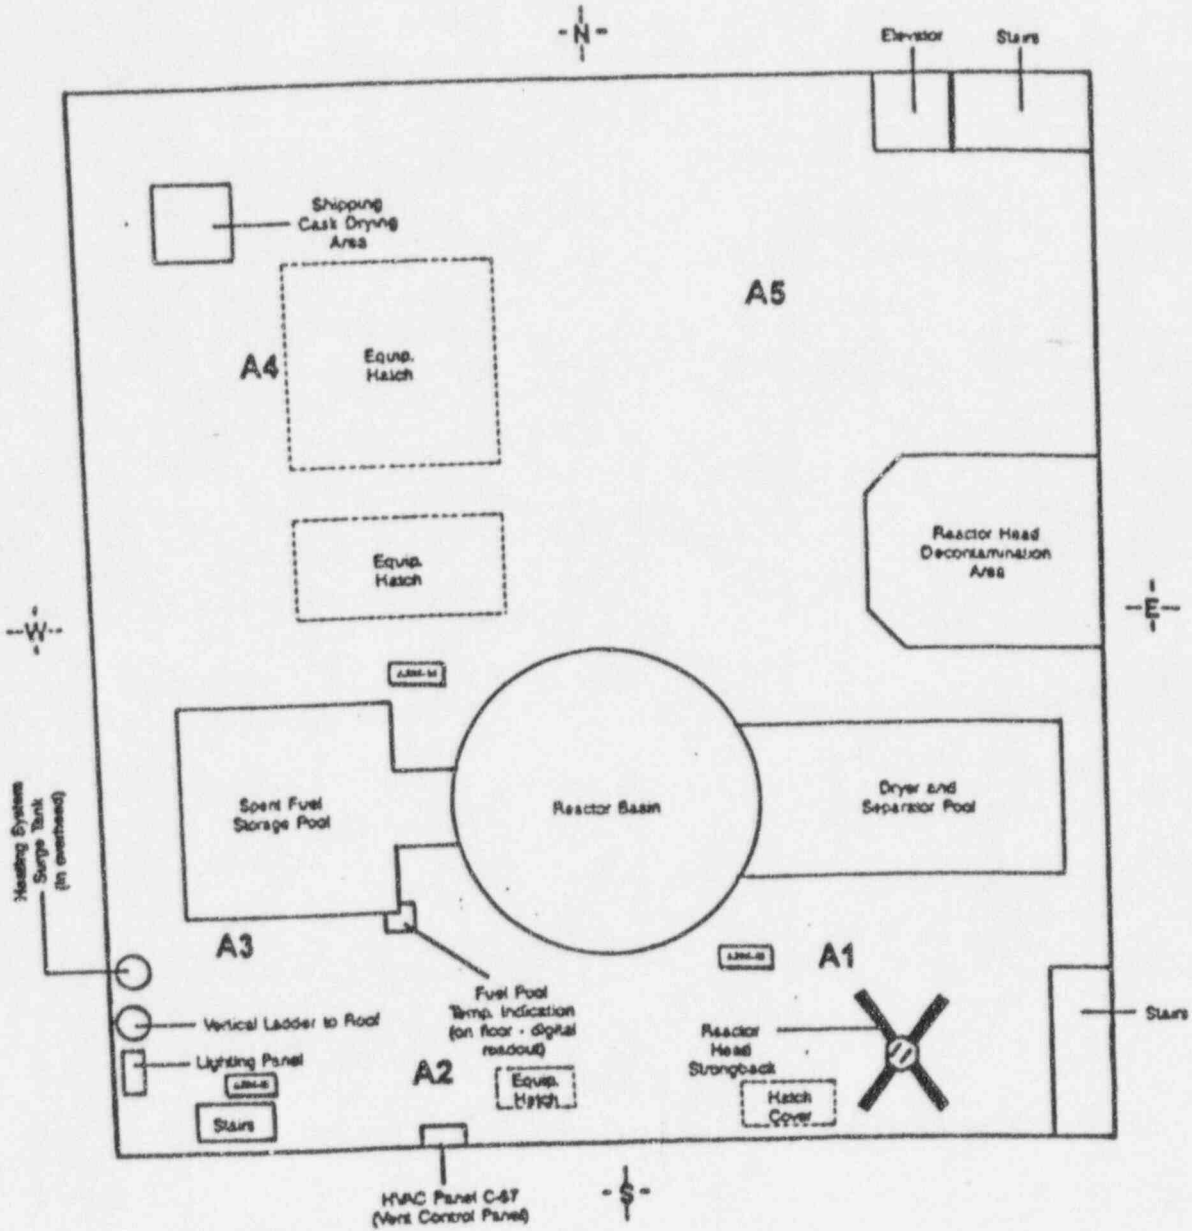 -N-
Elevator
Stairs
Shipping
Cask Drying
Area
A5
A4
Equip.
Hatch
Reactor Head
Decontamination
Area
Equip.
Hatch
-W-
-E-
Heating System
Surge Tank
(in overhead)
Spent Fuel
Storage Pool
Reactor Basin
Dryer and
Separator Pool
A3
A1
Fuel Pool
Temp. Indication
(on floor - digital
readout)
Vertical Ladder to Roof
Reactor
Head
Strongback
Stairs
Lighting Panel
A2
Equip.
Hatch
Hatch
Cover
Stairs
HVAC Panel C-67
(Vent Control Panel)
-S-